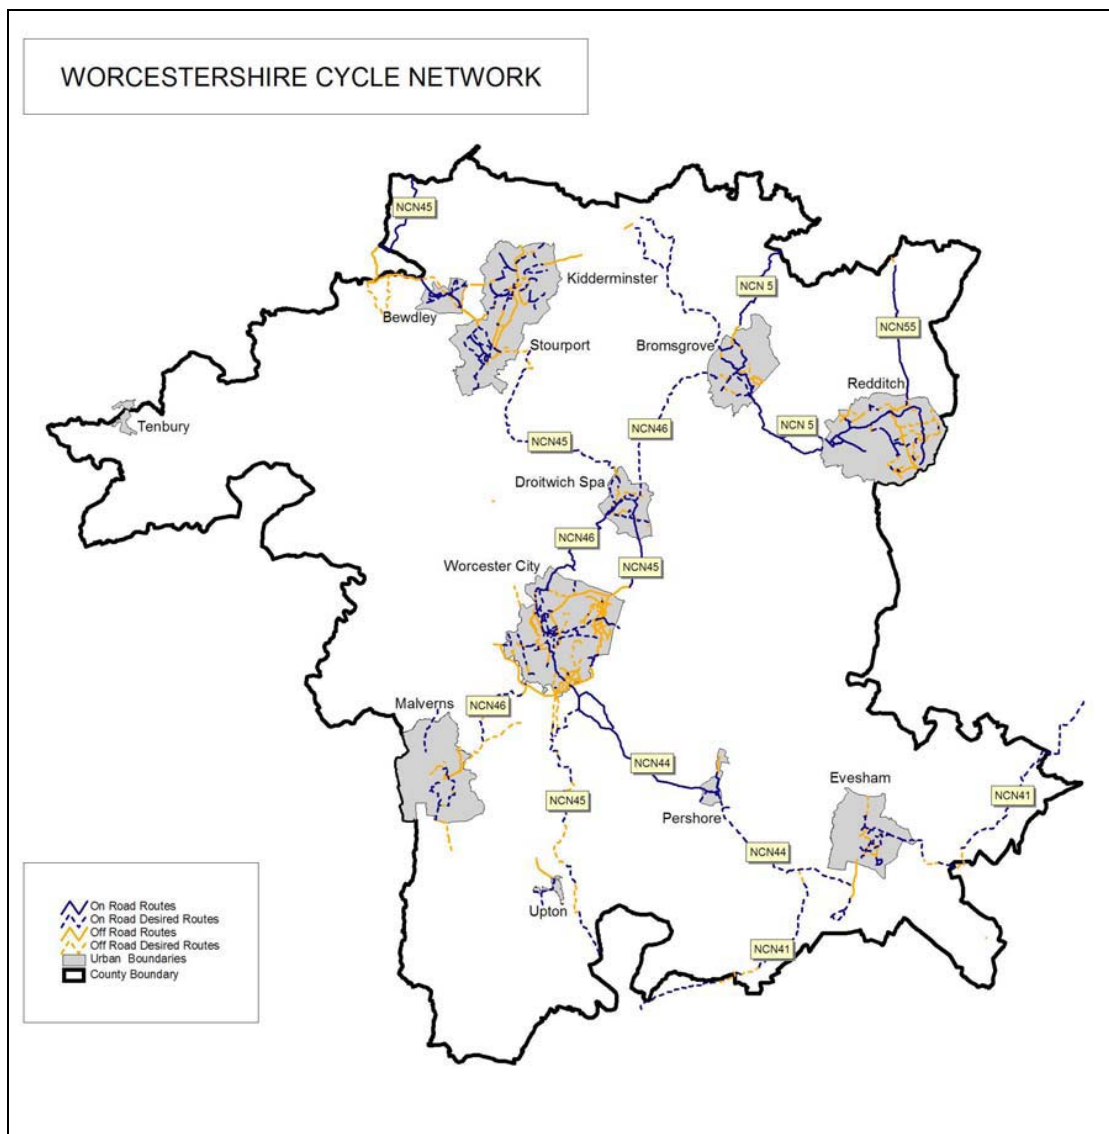 WORCESTERSHIRE CYCLE NETWORK
NCN45
Kidderminster
NCN 5
Bewdley
NCN55
Stourport
Bromsgrove
Redditch
Tenbury
NCN46
NCN 5
NCN45
Droitwich Spa
NCN46
Worcester City
NCN45
Malverns
NCN46
NCN44
Evesham
NCN45
NCN41
Pershore
NCN44
Upton
NCN41
On Road Routes
On Road Desired Routes
Off Road Routes
Off Road Desired Routes
Urban Boundaries
County Boundary